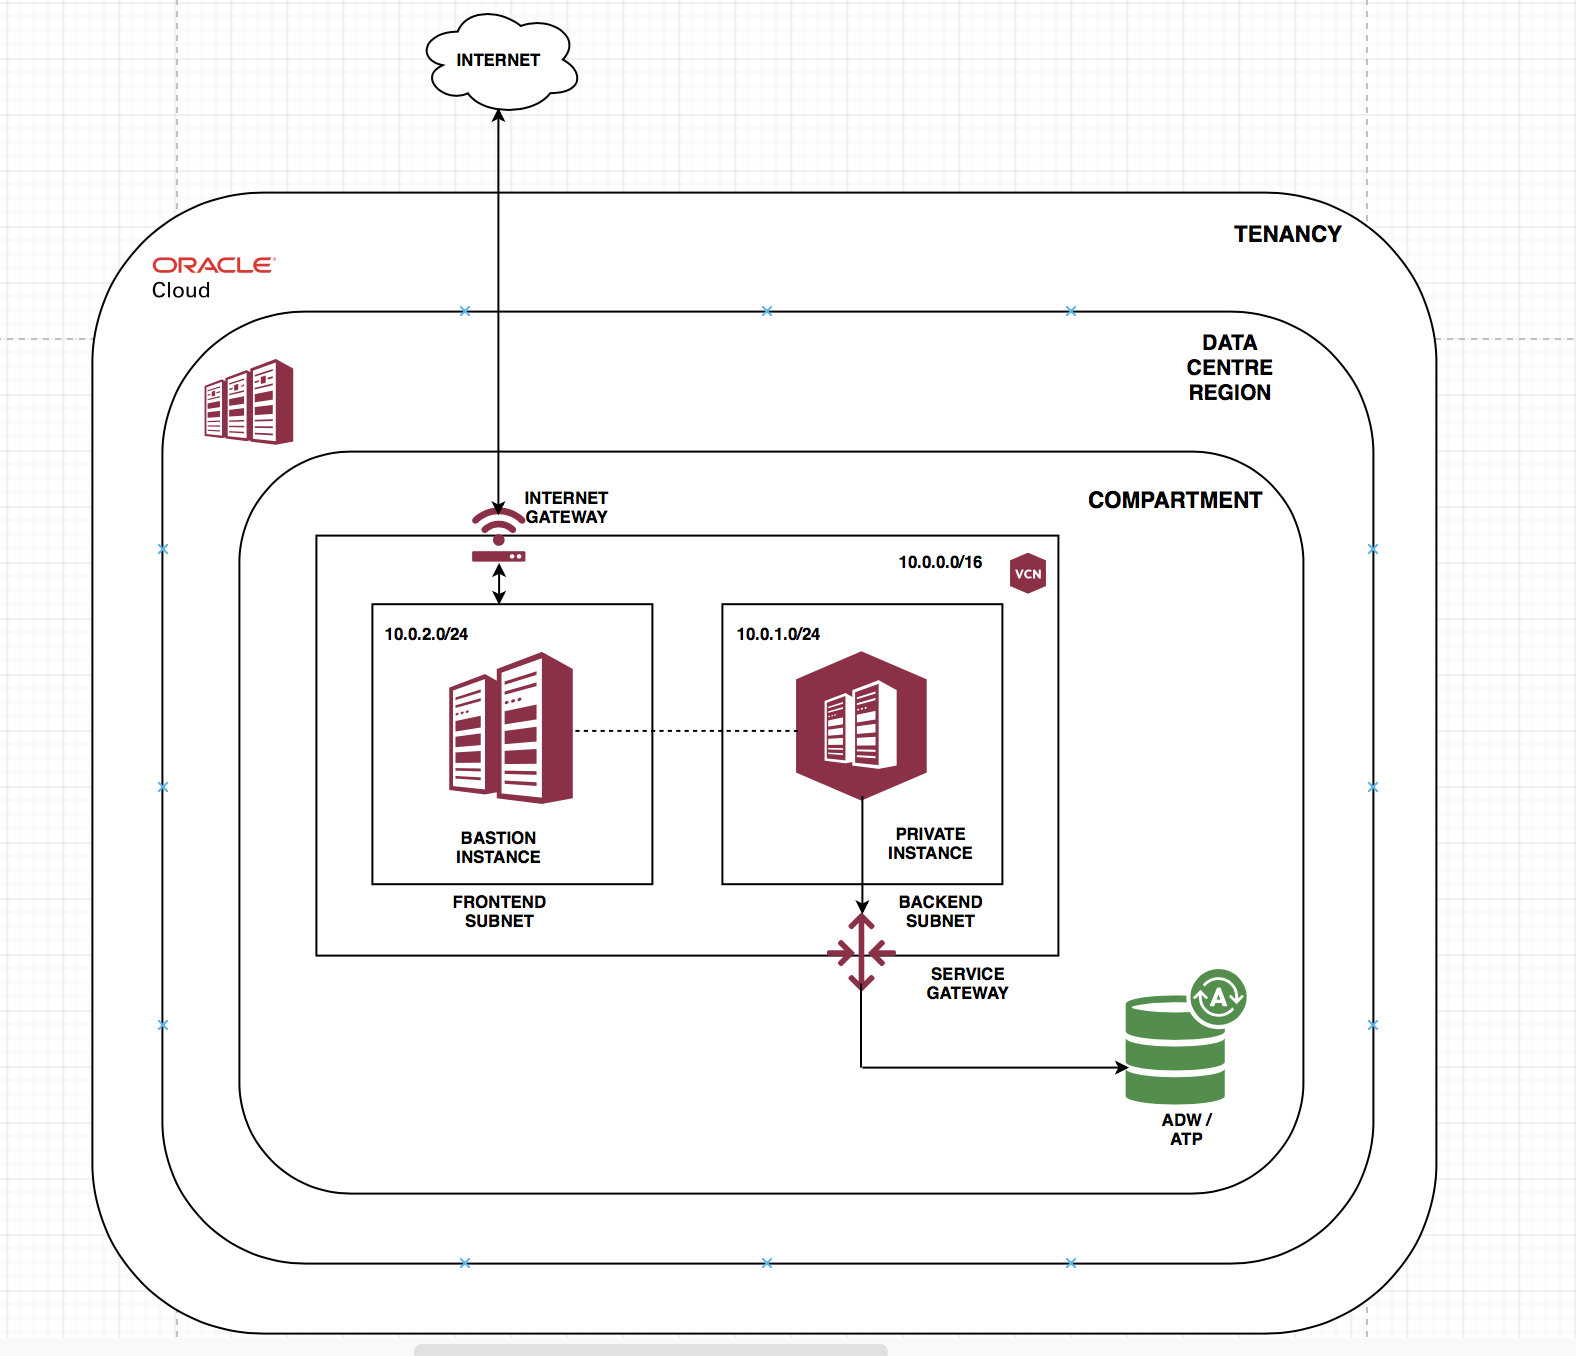 INTERNET
TENANCY
ORACLE
Cloud
DATA
CENTRE
REGION
COMPARTMENT
INTERNET
GATEWAY
10.0.0.0/16
VCN
10.0.2.0/24
10.0.1.0/24
BASTION
INSTANCE
PRIVATE
INSTANCE
FRONTEND
SUBNET
BACKEND
SUBNET
SERVICE
GATEWAY
A
ADW /
ATP